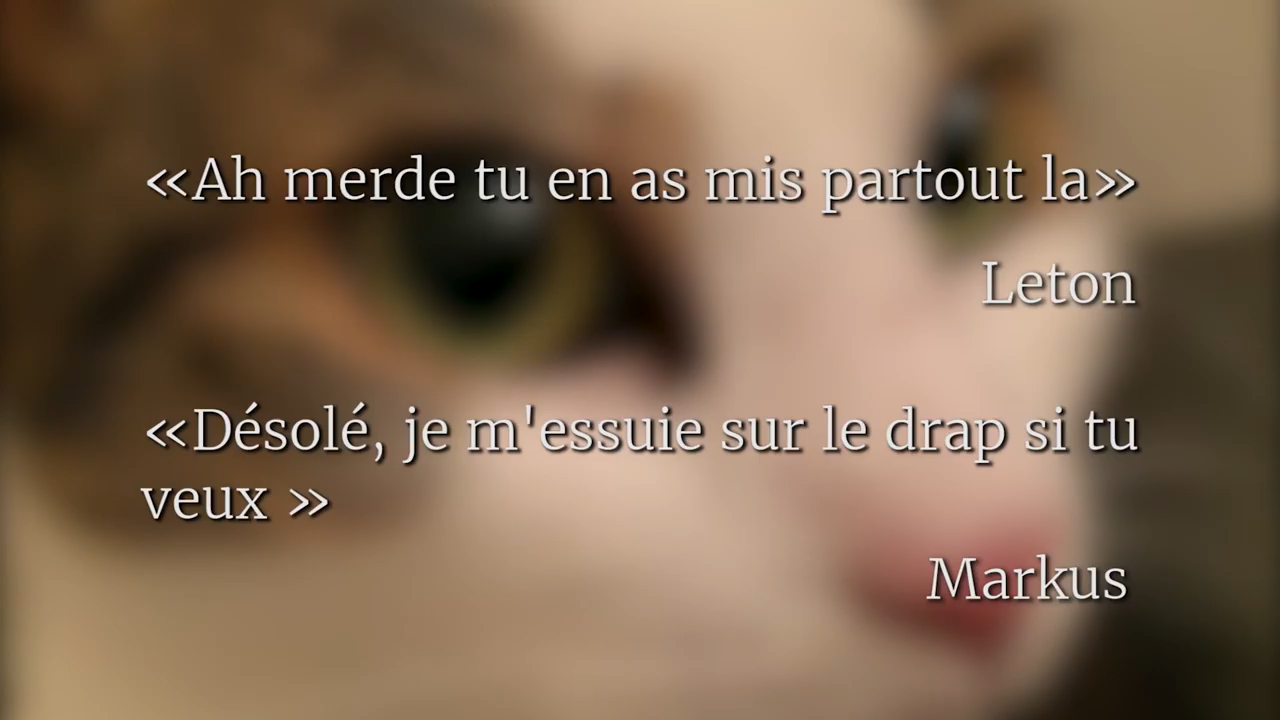 «Ah merde tu en as mis partout la»
Leton
«Désolé, je m'essuie sur le drap si tu
veux »
Markus